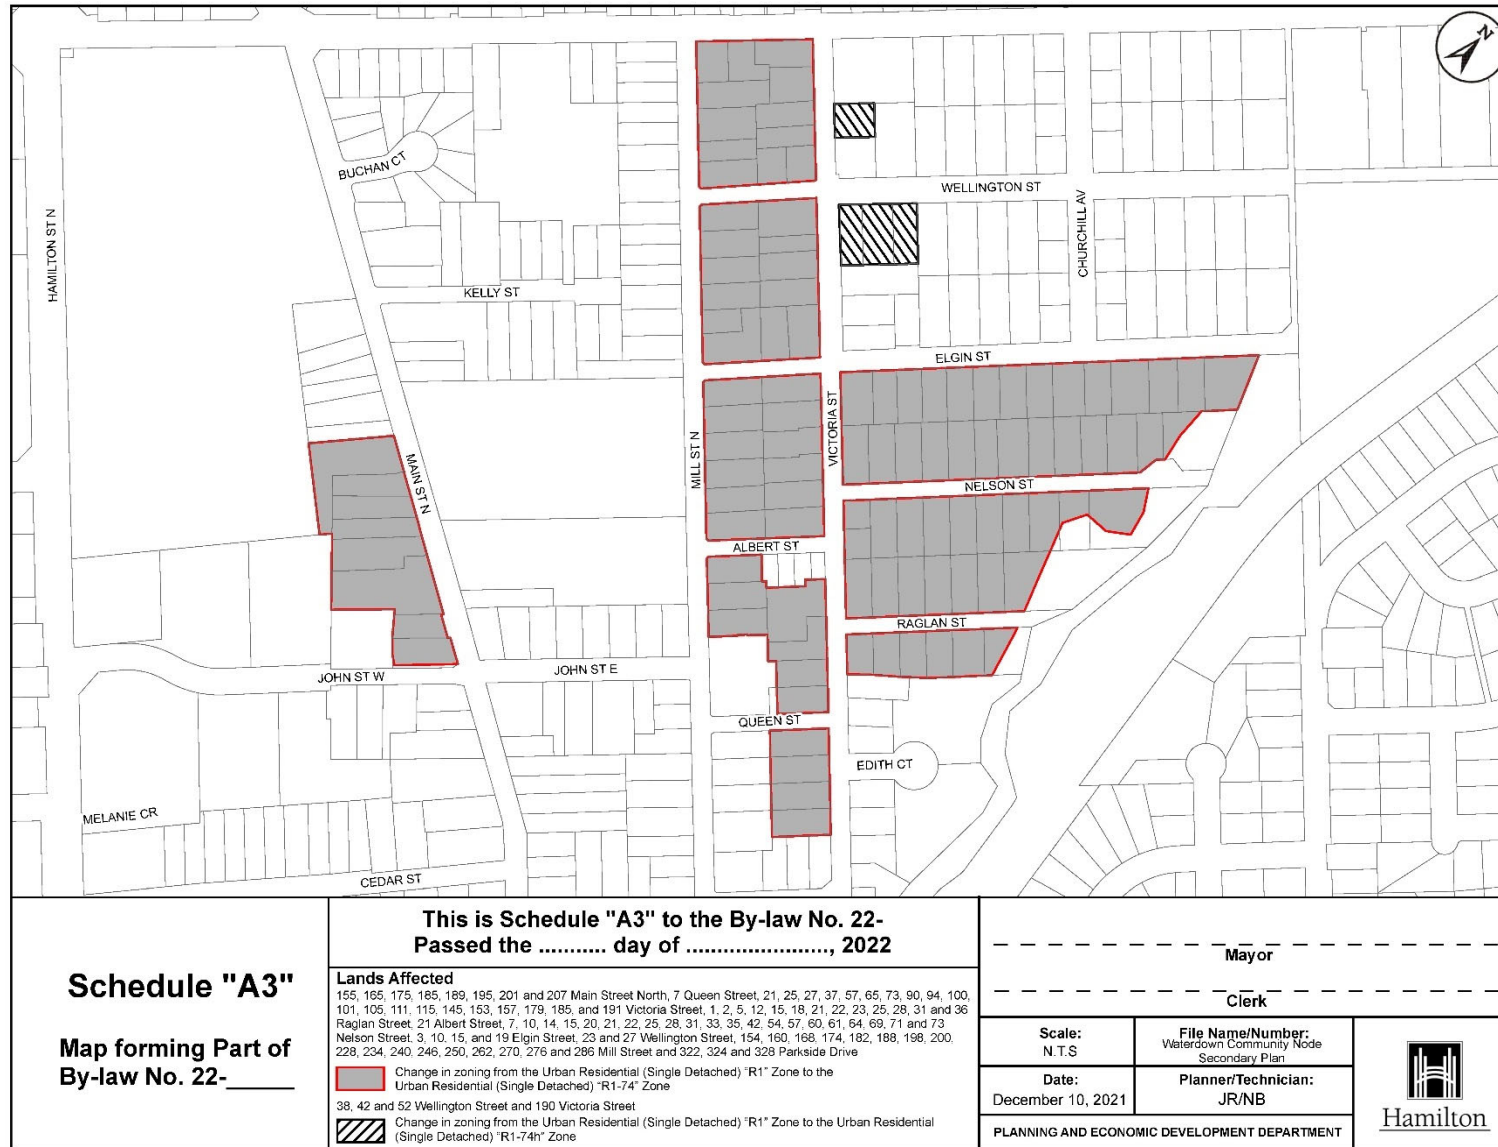 N
BUCHAN CT
WELLINGTON ST
HAMILTON ST N
CHURCHILL AV
KELLY ST
ELGIN ST
VICTORIA ST
MAIN ST N
MILL ST N
NELSON ST
ALBERT ST
RAGLAN ST
JOHN ST W
JOHN ST E
QUEEN ST
EDITH CT
MELANIE CR
CEDAR ST
Schedule "A3"
Map forming Part of
By-law No. 22-_____
This is Schedule "A3" to the By-law No. 22-
Passed the .......... day of ....................., 2022
Lands Affected
155, 165, 175, 185, 189, 195, 201 and 207 Main Street North, 7 Queen Street, 21, 25, 27, 37, 57, 65, 73, 90, 94, 100,
101, 105, 111, 115, 145, 153, 157, 179, 185, and 191 Victoria Street, 1, 2, 5, 12, 15, 18, 21, 22, 23, 25, 28, 31 and 36
Raglan Street, 21 Albert Street, 7, 10, 14, 15, 20, 21, 22, 25, 28, 31, 33, 35, 42, 54, 57, 60, 61, 64, 69, 71 and 73
Nelson Street, 3, 10, 15, and 19 Elgin Street, 23 and 27 Wellington Street, 154, 160, 168, 174, 182, 188, 198, 200,
228, 234, 240, 246, 250, 262, 270, 276 and 286 Mill Street and 322, 324 and 328 Parkside Drive
Change in zoning from the Urban Residential (Single Detached) "R1" Zone to the
Urban Residential (Single Detached) "R1-74" Zone
38, 42 and 52 Wellington Street and 190 Victoria Street
Change in zoning from the Urban Residential (Single Detached) "R1" Zone to the Urban Residential
(Single Detached) "R1-74h" Zone
Mayor
Clerk
Scale:
N.T.S
File Name/Number:
Waterdown Community Node
Secondary Plan
Date:
December 10, 2021
Planner/Technician:
JR/NB
PLANNING AND ECONOMIC DEVELOPMENT DEPARTMENT
Hamilton